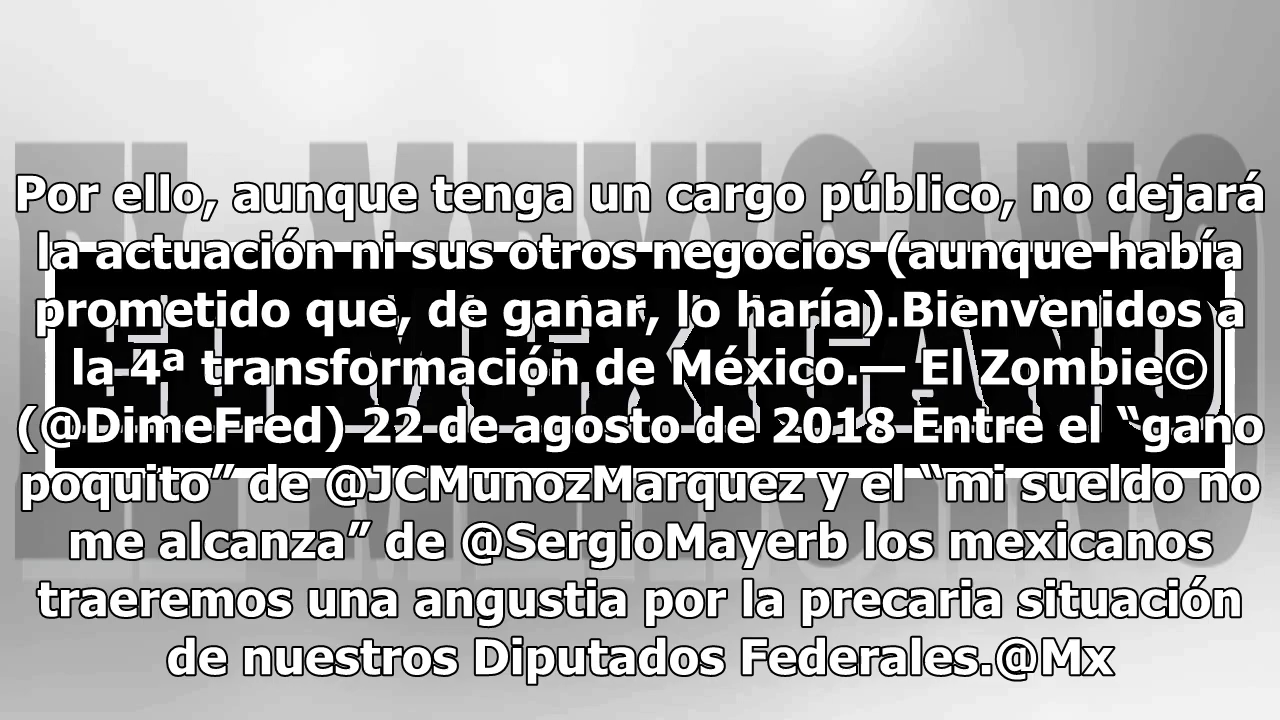 Por ello, aunque tenga un cargo público, no dejará
la actuación ni sus otros negocios (aunque había
prometido que, de ganar, lo haría).Bienvenidos a
la 4ª transformación de México.— El Zombie©
(@DimeFred) 22 de agosto de 2018 Entre el “gano
poquito” de @JCMunozMarquez y el “mi sueldo no
me alcanza” de @SergioMayerb los mexicanos
traeremos una angustia por la precaria situación
de nuestros Diputados Federales.@Mx
EL MEXICANO